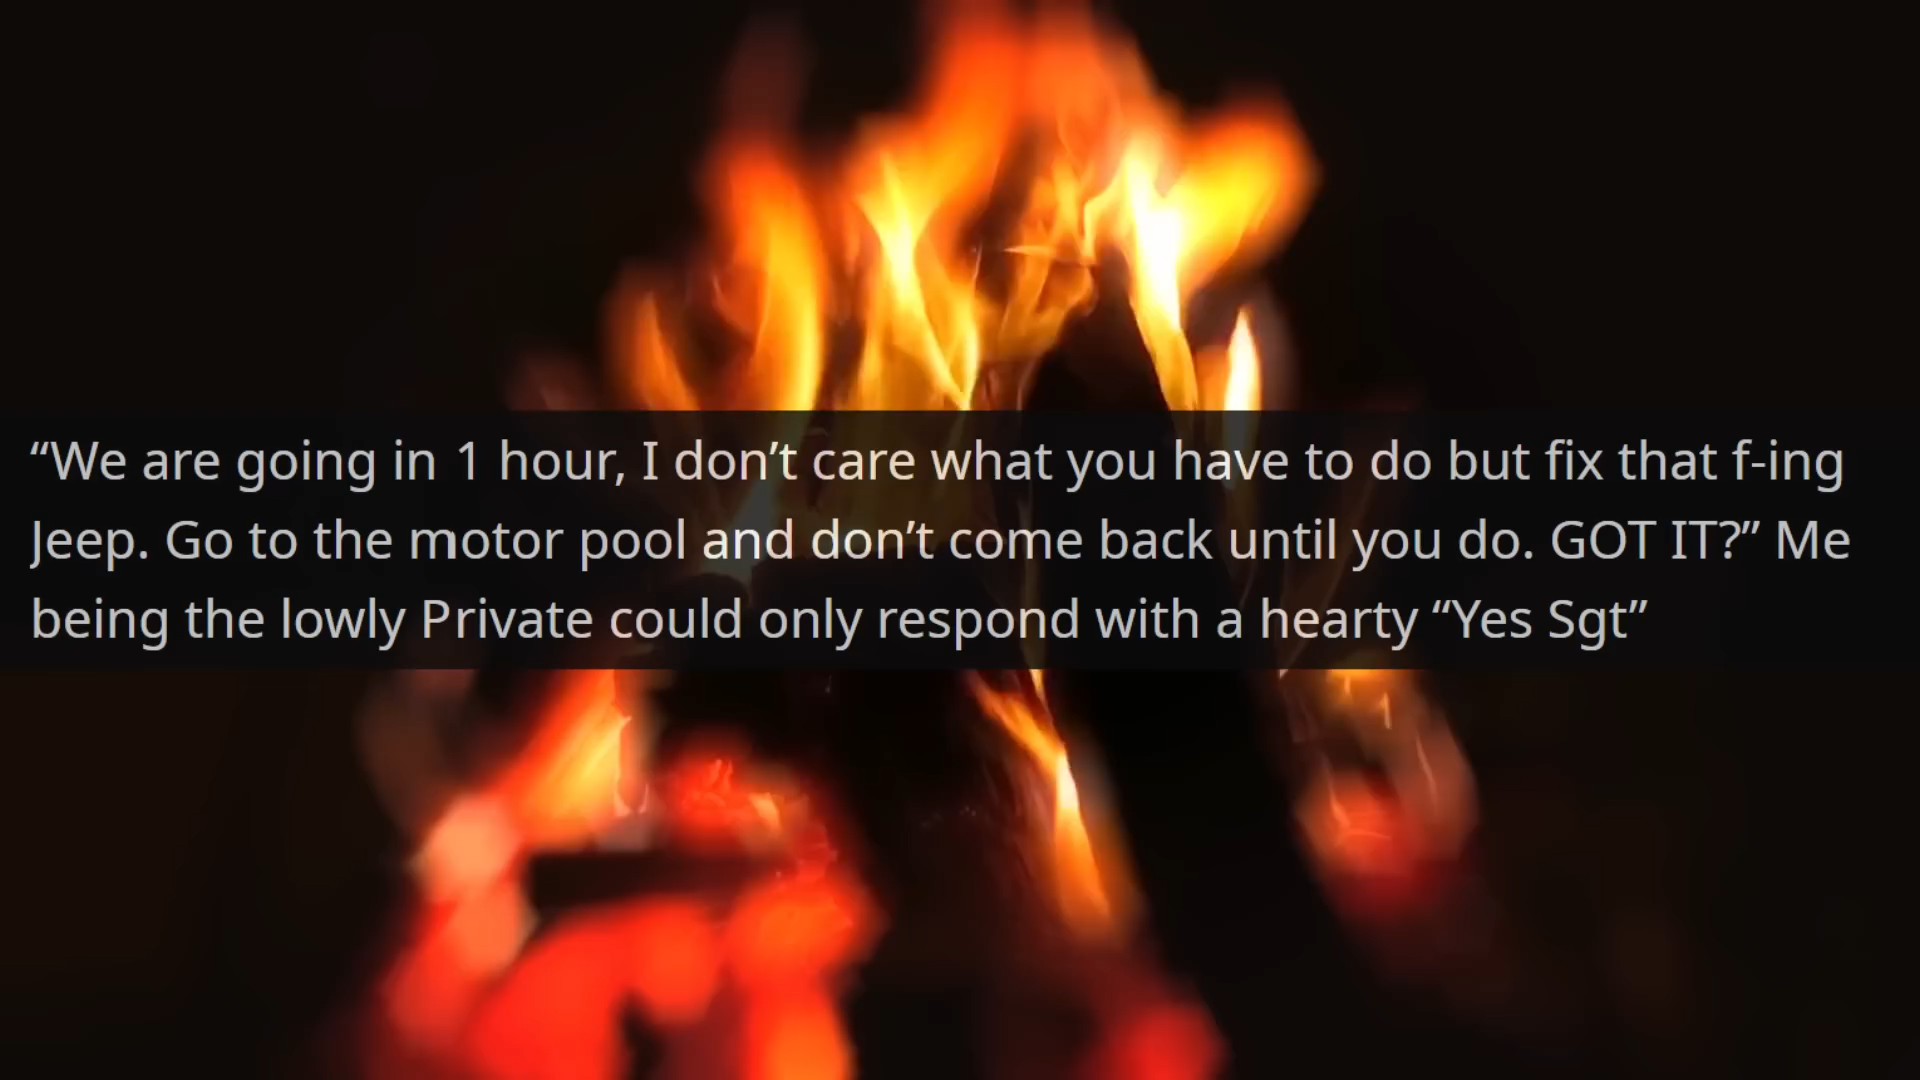 “We are going in 1 hour, I don’t care what you have to do but fix that f-ing
Jeep. Go to the motor pool and don’t come back until you do. GOT IT?” Me
being the lowly Private could only respond with a hearty “Yes Sgt”